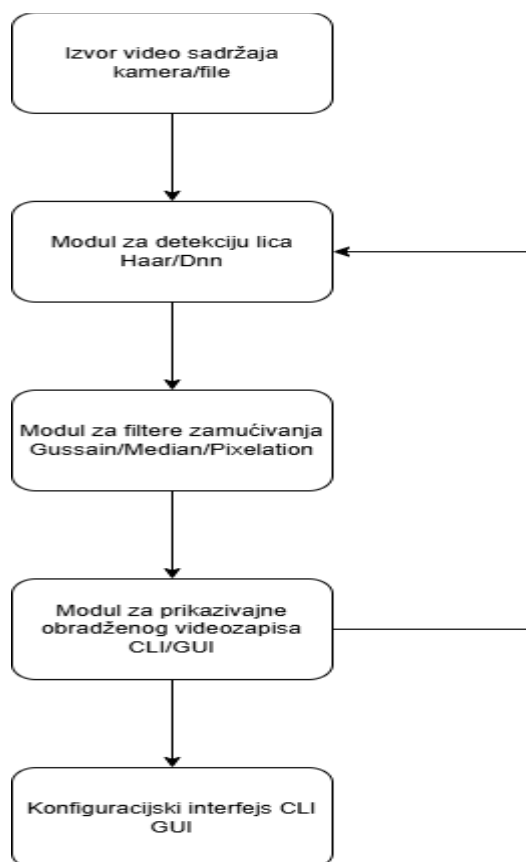 Izvor video sadržaja
kamera/file
Modul za detekciju lica
Haar/Dnn
Modul za filtere zamućivanja
Gussain/Median/Pixelation
Modul za prikazivajne
obradženog videozapisa
CLI/GUI
Konfiguracijski interfejs CLI
GUI